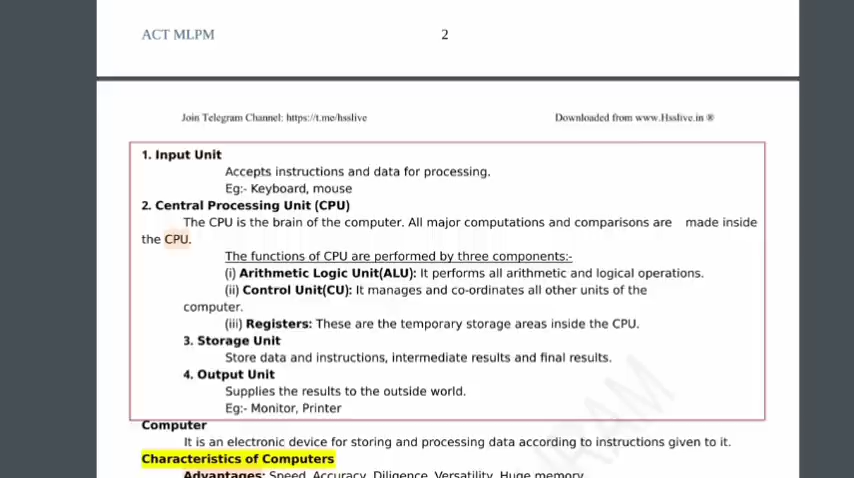 ACT MLPM
2
Join Telegram Channel: https://t.me/hsslive Downloaded from www.Hsslive.in ®
1. Input Unit
Accepts instructions and data for processing.
Eg:- Keyboard, mouse
2. Central Processing Unit (CPU)
The CPU is the brain of the computer. All major computations and comparisons are made inside
the CPU.
The functions of CPU are performed by three components:-
(i) Arithmetic Logic Unit(ALU): It performs all arithmetic and logical operations.
(ii) Control Unit(CU): It manages and co-ordinates all other units of the
computer.
(iii) Registers: These are the temporary storage areas inside the CPU.
3. Storage Unit
Store data and instructions, intermediate results and final results.
4. Output Unit
Supplies the results to the outside world.
Eg:- Monitor, Printer
Computer
It is an electronic device for storing and processing data according to instructions given to it.
Characteristics of Computers
Advantages: Speed, Accuracy, Diligence, Versatility, Huge memory